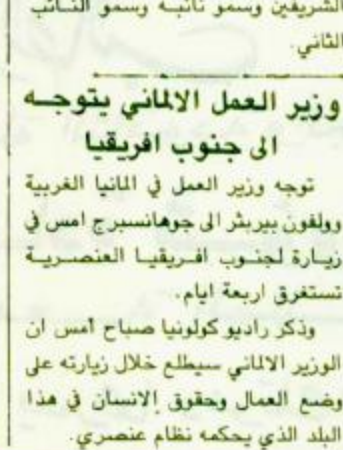 الشريفين وسمو نائبه وسمو النائب
الثاني.
وزير العمل الالماني يتوجه
الى جنوب افريقيا
توجه وزير العمل في المانيا الغربية
وولفون بيربثر الى جوهانسبرج امس في
زيارة لجنوب افريقيا العنصرية
تستغرق اربعة ايام.
وذكر راديو كولونيا صباح أمس ان
الوزير الالماني سيطلع خلال زيارته على
وضع العمال وحقوق الانسان في هذا
البلد الذي يحكمه نظام عنصري.